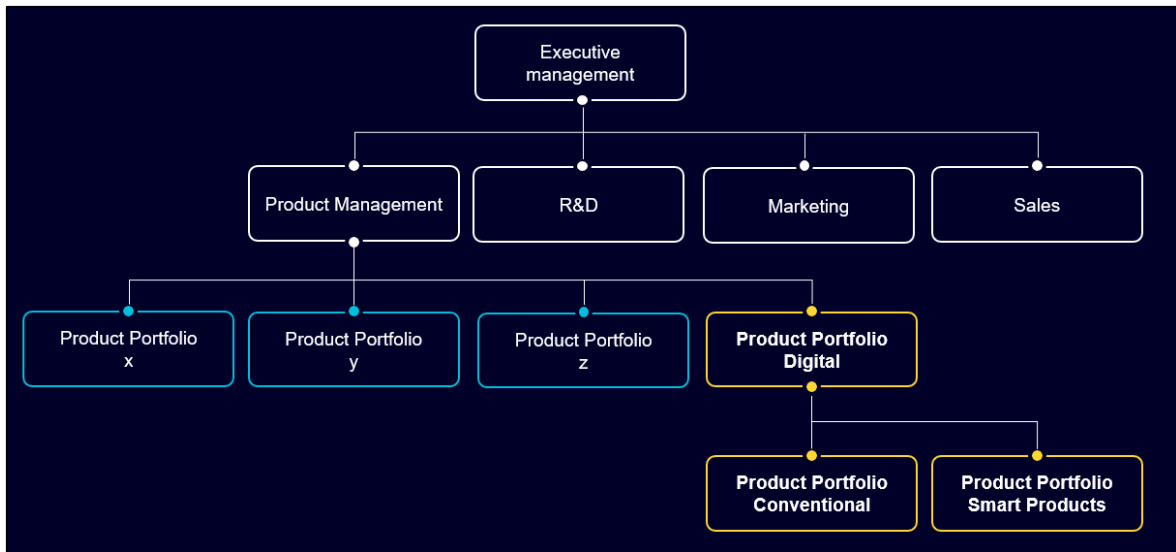 Executive
management
Product Management
R&D
Marketing
Sales
Product Portfolio
x
Product Portfolio
y
Product Portfolio
z
Product Portfolio
Digital
Product Portfolio
Conventional
Product Portfolio
Smart Products